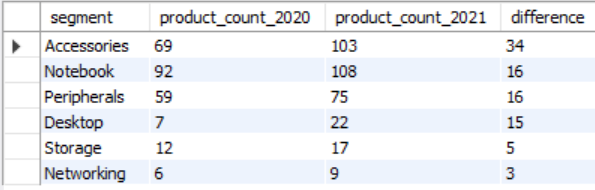 segment product_count_2020 product_count_2021 difference
Accessories 69 103 34
Notebook 92 108 16
Peripherals 59 75 16
Desktop 7 22 15
Storage 12 17 5
Networking 6 9 3